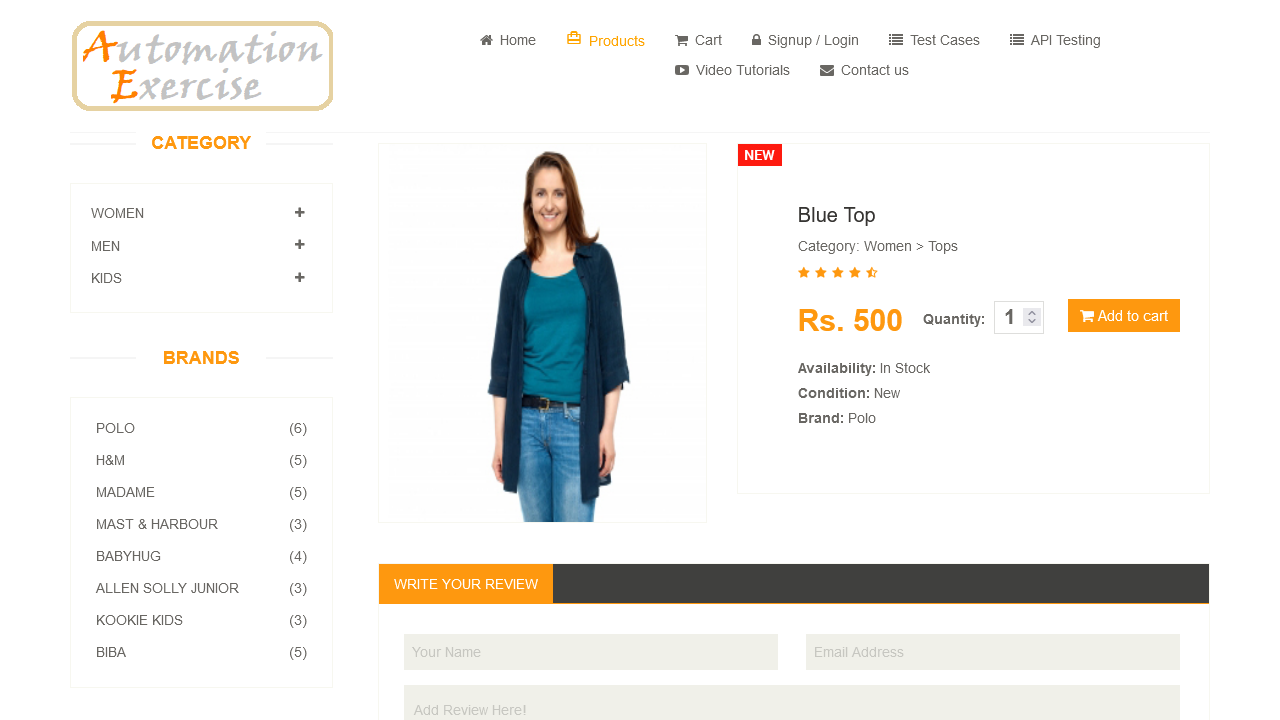 Automation
Exercise
Home
Products
Cart
Signup / Login
Test Cases
API Testing
Video Tutorials
Contact us
CATEGORY
WOMEN
MEN
KIDS
BRANDS
POLO (6)
H&M (5)
MADAME (5)
MAST & HARBOUR (3)
BABYHUG (4)
ALLEN SOLLY JUNIOR (3)
KOOKIE KIDS (3)
BIBA (5)
NEW
Blue Top
Category: Women > Tops
Rs. 500 Quantity: 1 Add to cart
Availability: In Stock
Condition: New
Brand: Polo
WRITE YOUR REVIEW
Your Name
Email Address
Add Review Here!